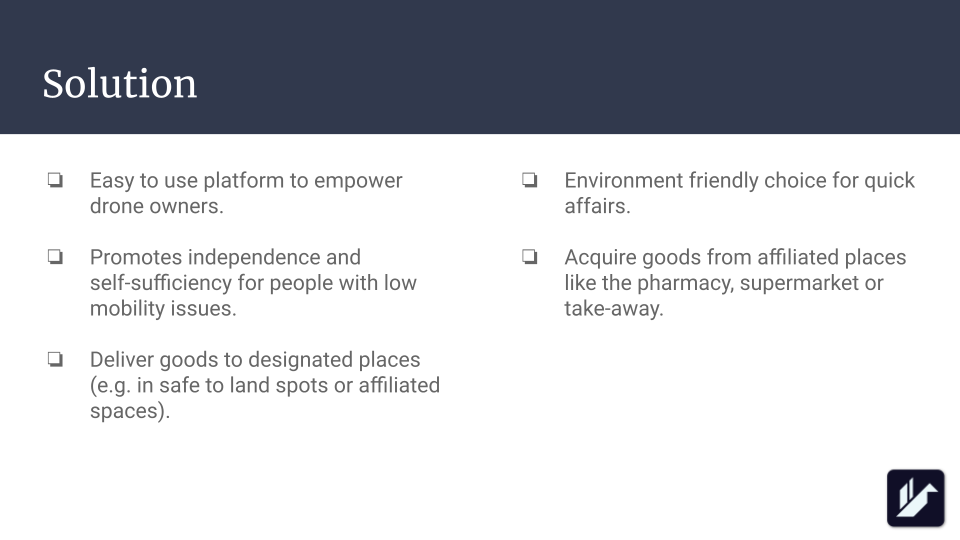 Solution
❏ Easy to use platform to empower
drone owners.
❏ Promotes independence and
self-sufficiency for people with low
mobility issues.
❏ Deliver goods to designated places
(e.g. in safe to land spots or affiliated
spaces).
❏ Environment friendly choice for quick
affairs.
❏ Acquire goods from affiliated places
like the pharmacy, supermarket or
take-away.